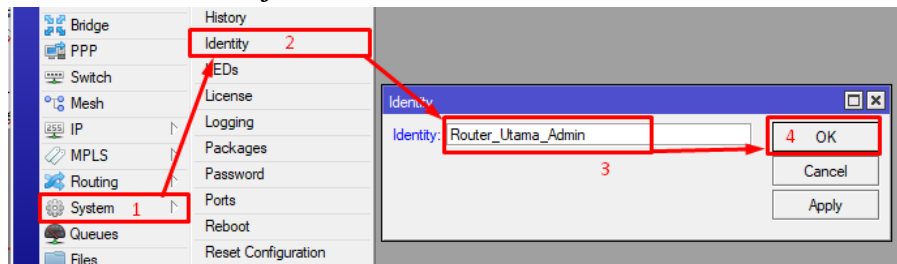 Bridge
PPP
Switch
Mesh
IP
MPLS
Routing
System 1
Queues
Files
History
Identity 2
LEDs
License
Logging
Packages
Password
Ports
Reboot
Reset Configuration
Identity
Identity: Router_Utama_Admin
3
4 OK
Cancel
Apply